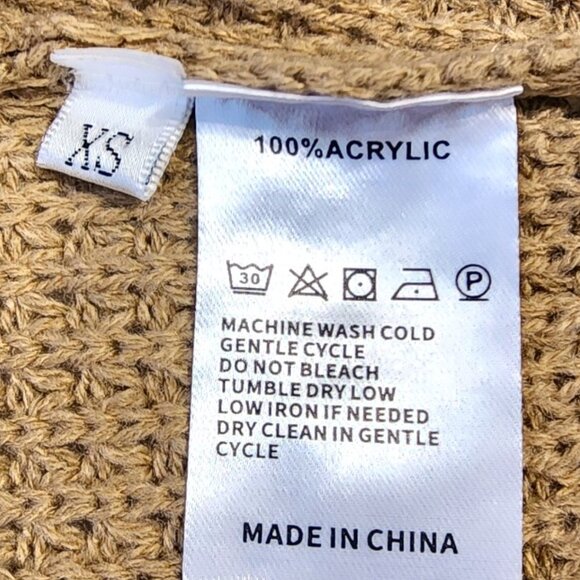 XS
100%ACRYLIC
30 P
MACHINE WASH COLD
GENTLE CYCLE
DO NOT BLEACH
TUMBLE DRY LOW
LOW IRON IF NEEDED
DRY CLEAN IN GENTLE
CYCLE
MADE IN CHINA